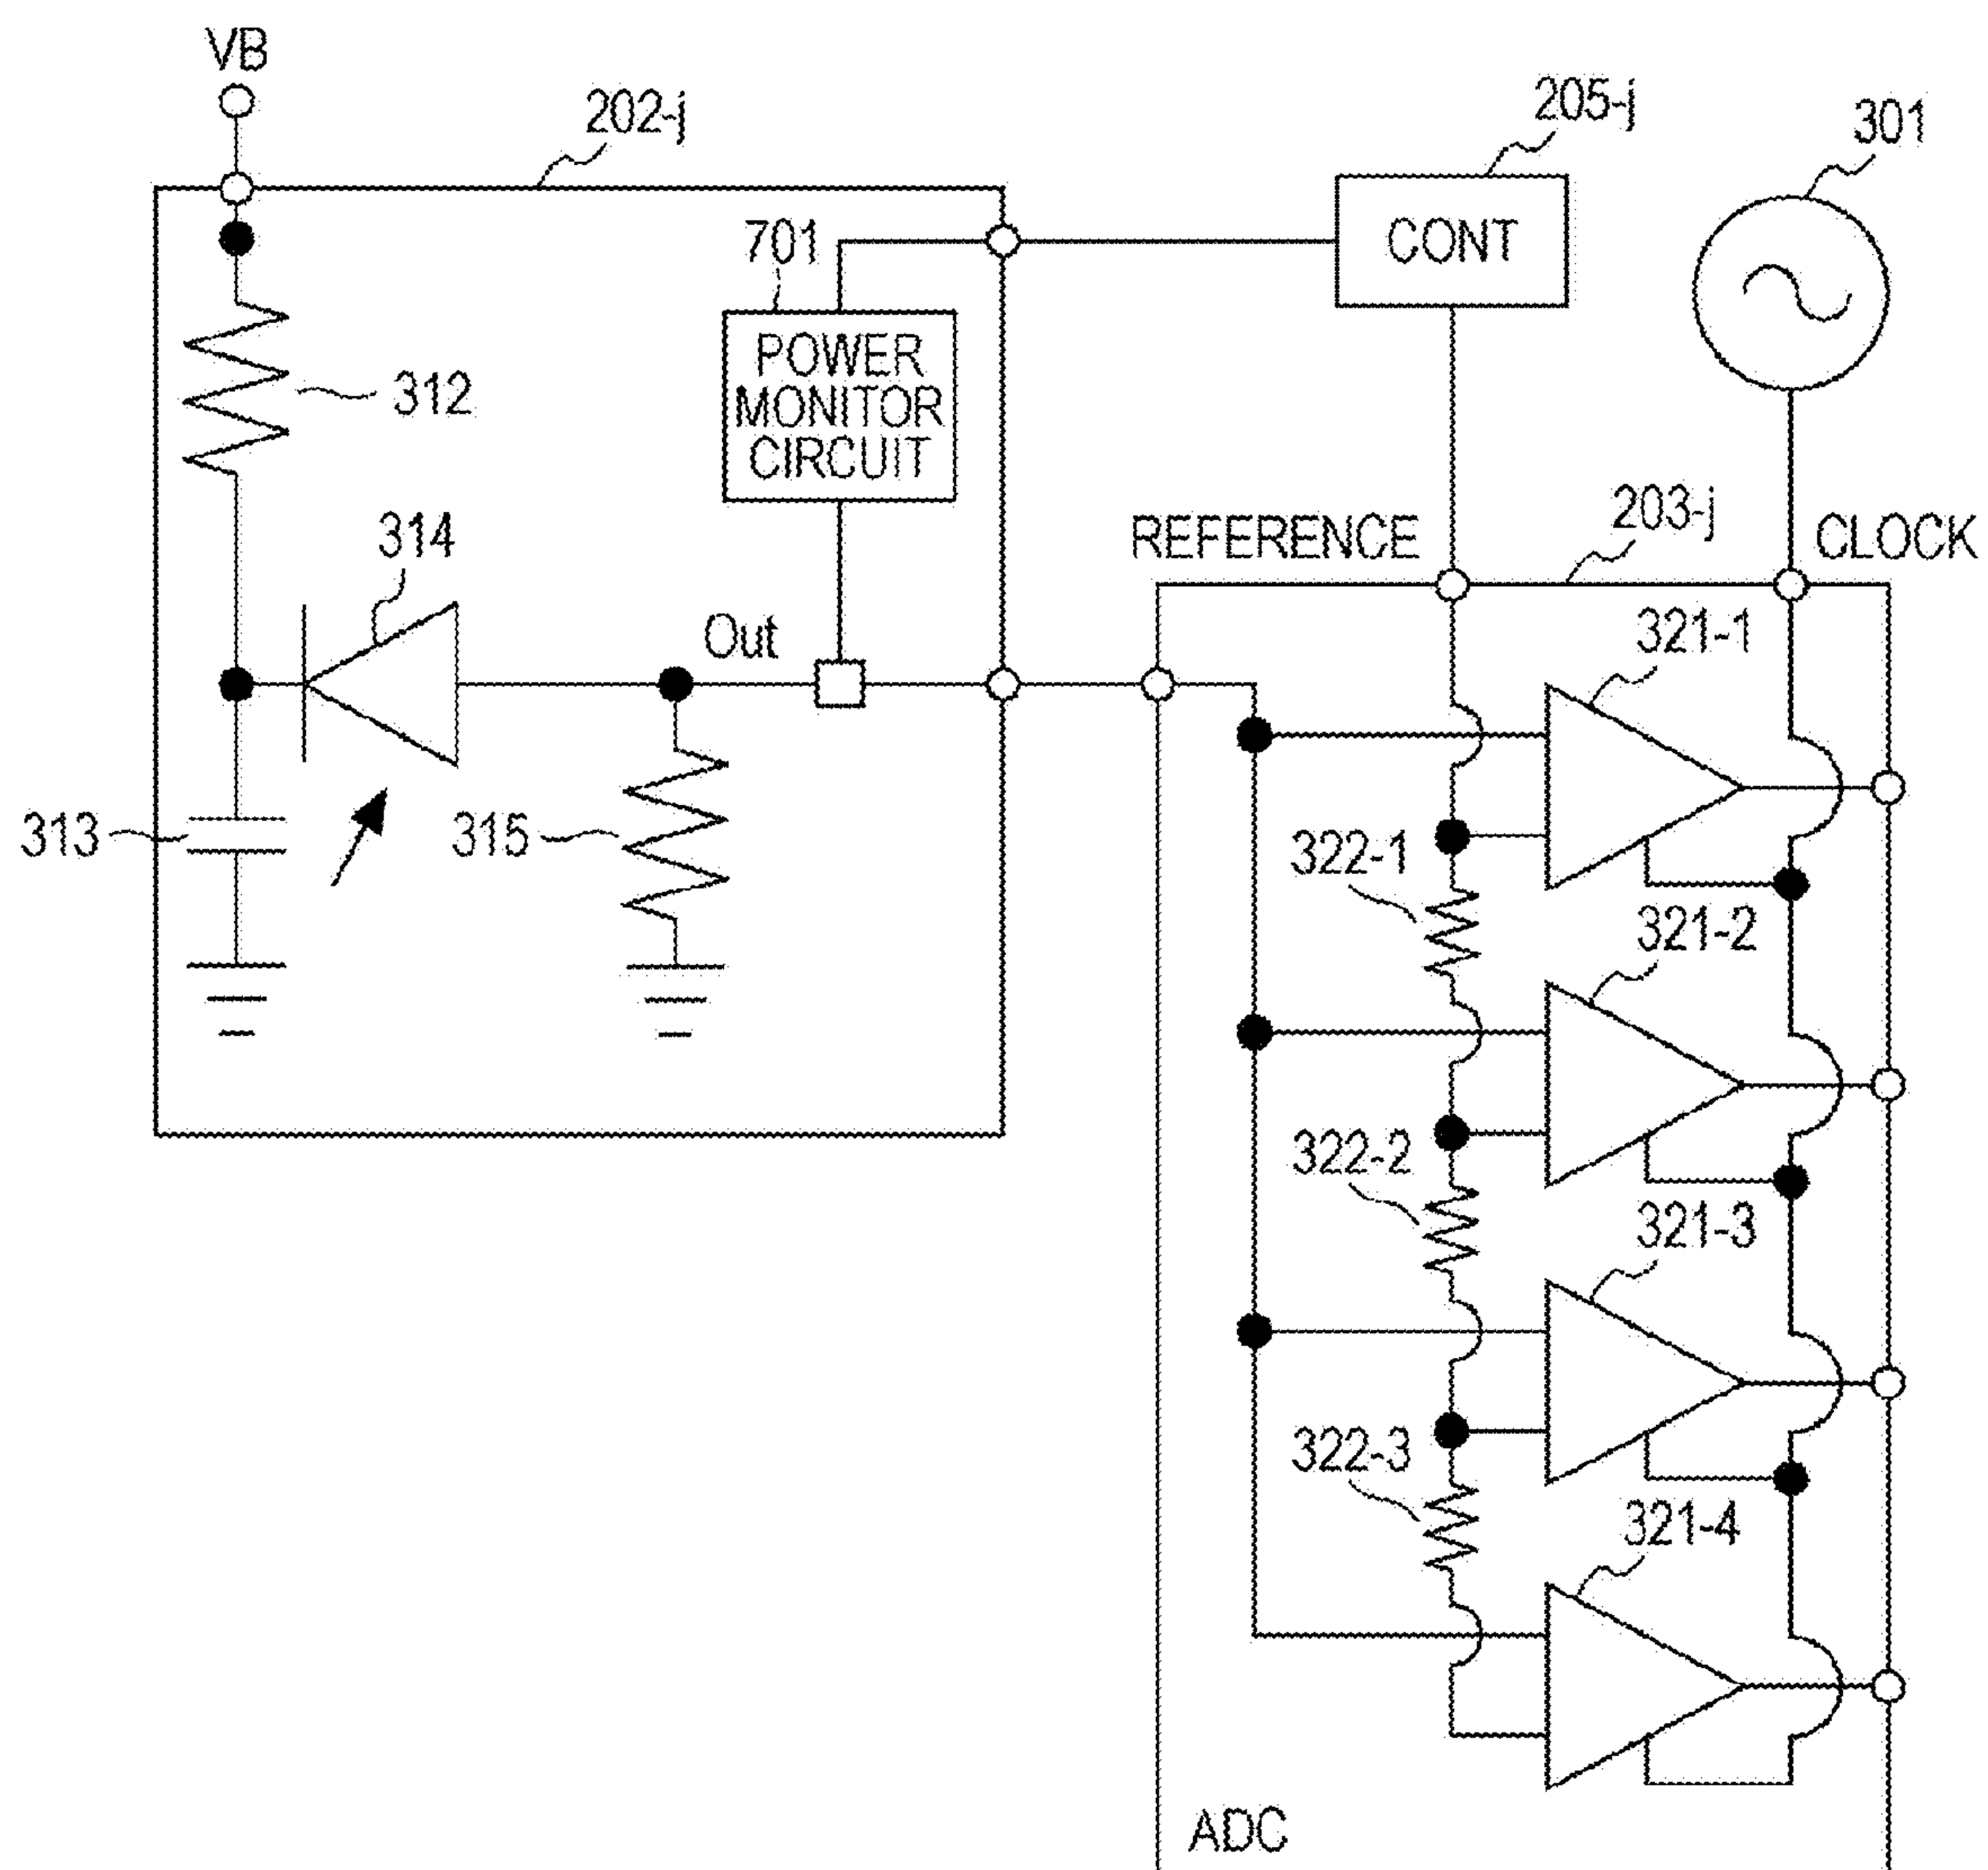 VB
202-j
205-j
301
701
CONT
POWER
MONITOR
CIRCUIT
312
314
REFERENCE
203-j
CLOCK
Out
321-1
313
315
322-1
321-2
322-2
321-3
322-3
321-4
ADC